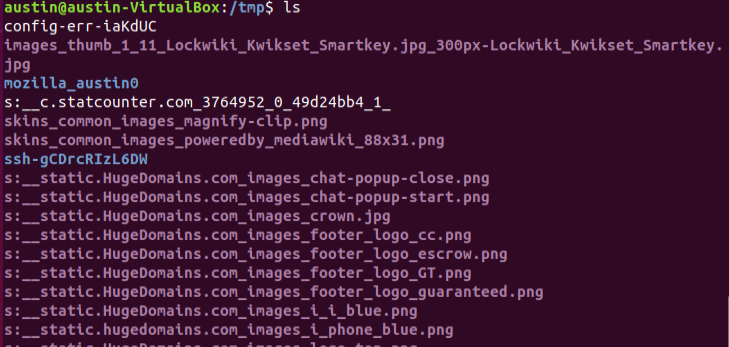 austin@austin-VirtualBox:/tmp$ ls
config-err-iaKdUC
images_thumb_1_11_Lockwiki_Kwikset_Smartkey.jpg_300px-Lockwiki_Kwikset_Smartkey.
jpg
mozilla_austin0
s:__c.statcounter.com_3764952_0_49d24bb4_1_
skins_common_images_magnify-clip.png
skins_common_images_poweredby_mediawiki_88x31.png
ssh-gCDrcRIzL6DW
s:__static.HugeDomains.com_images_chat-popup-close.png
s:__static.HugeDomains.com_images_chat-popup-start.png
s:__static.HugeDomains.com_images_crown.jpg
s:__static.HugeDomains.com_images_footer_logo_cc.png
s:__static.HugeDomains.com_images_footer_logo_escrow.png
s:__static.HugeDomains.com_images_footer_logo_GT.png
s:__static.HugeDomains.com_images_footer_logo_guaranteed.png
s:__static.HugeDomains.com_images_i_i_blue.png
s:__static.hugedomains.com_images_i_phone_blue.png